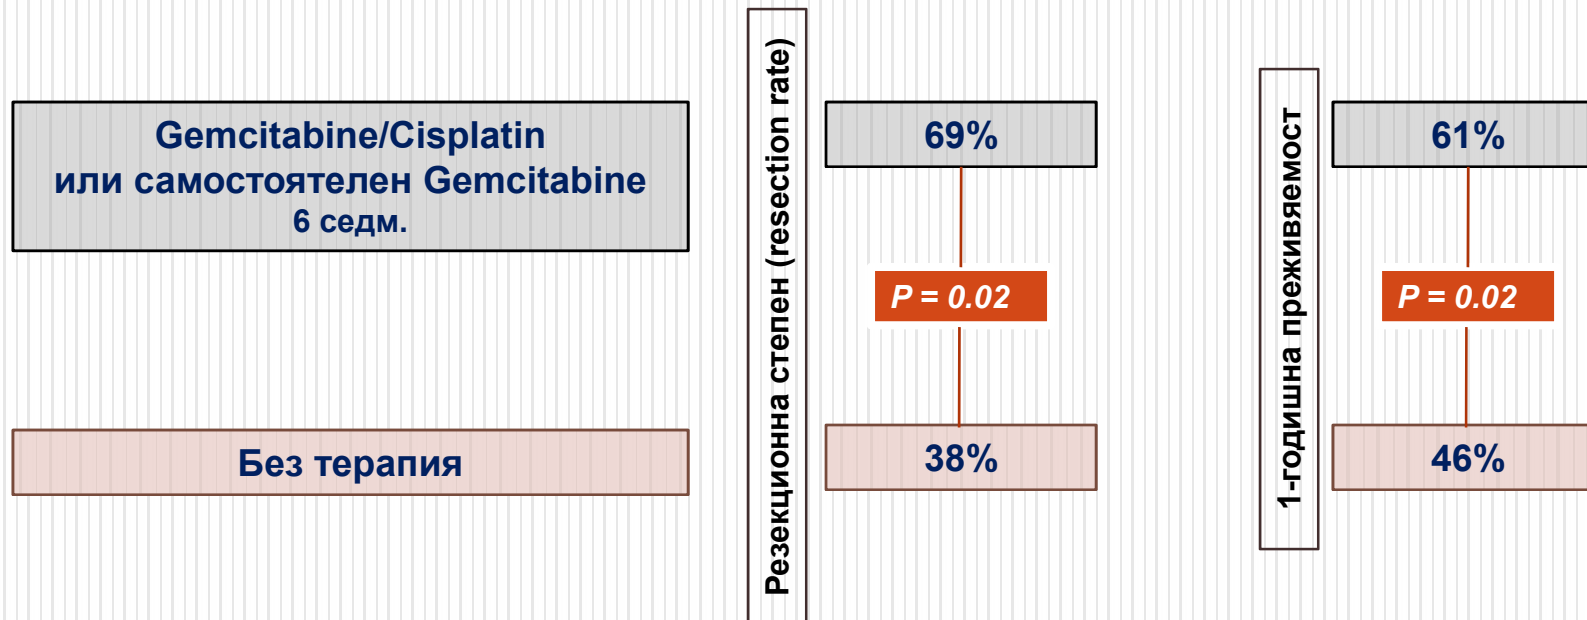 Gemcitabine/Cisplatin
или самостоятелен Gemcitabine
6 седм.
Без терапия
Резекционна степен (resection rate)
69%
P = 0.02
38%
1-годишна преживяемост
61%
P = 0.02
46%